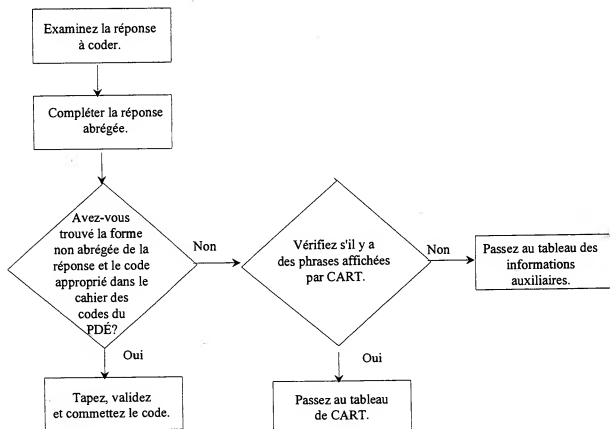 Examinez la réponse
à coder.
Compléter la réponse
abrégée.
Avez-vous
trouvé la forme
non abrégée de la
réponse et le code
approprié dans le
cahier des
codes du
PDÉ?
Non
Vérifiez s'il y a
des phrases affichées
par CART.
Non
Passez au tableau des
informations
auxiliaires.
Oui
Oui
Tapez, validez
et commettez le code.
Passez au tableau
de CART.